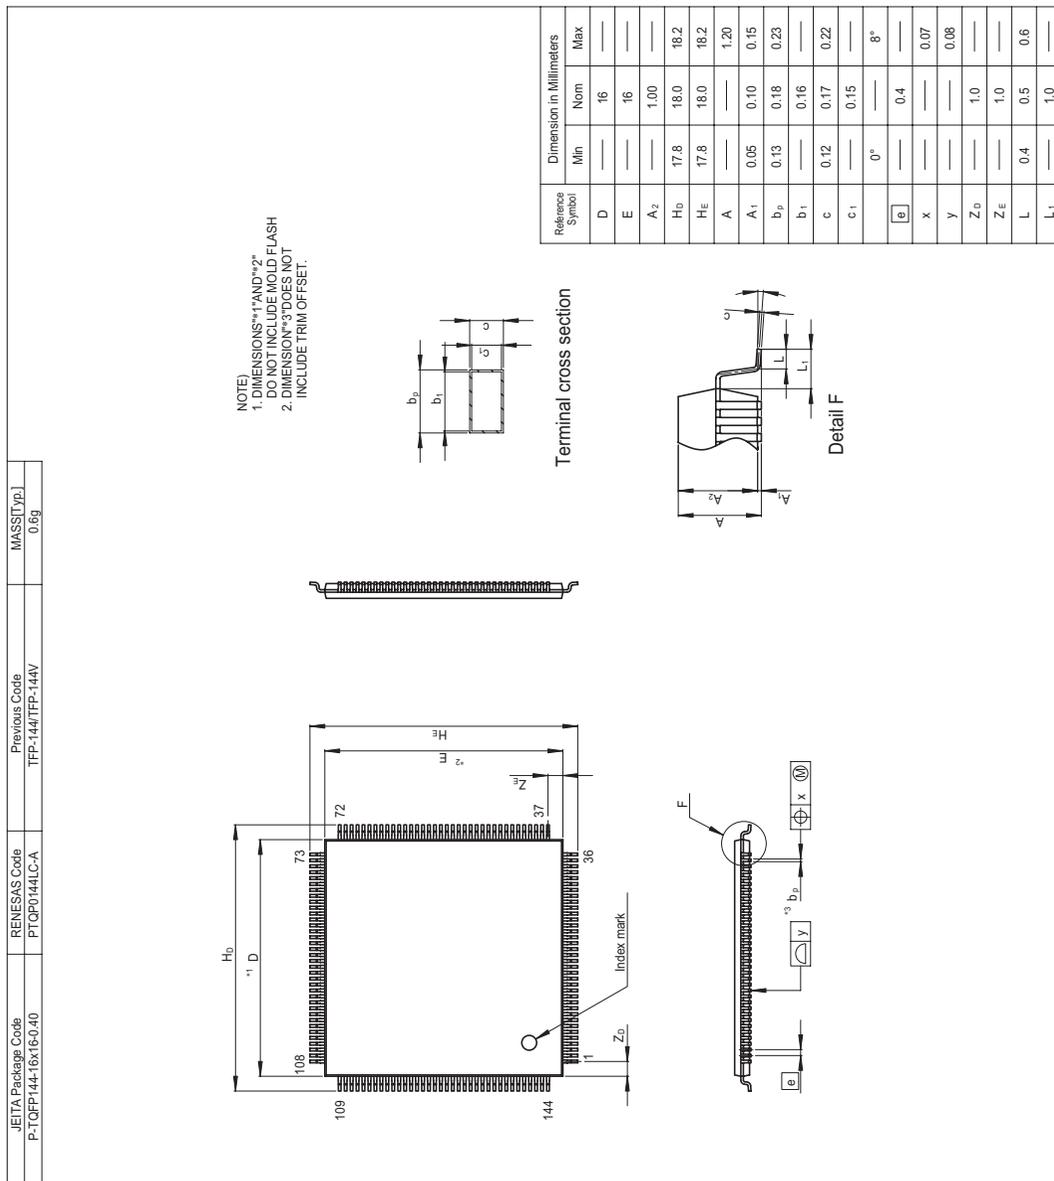 JEITA Package Code RENESAS Code Previous Code MASS[Typ.]
P-TQFP144-16x16-0.40 PTQP0144LC-A TFP-144/TFP-144V 0.6g
NOTE)
1. DIMENSIONS"*1"AND"*2"
DO NOT INCLUDE MOLD FLASH
2. DIMENSION"*3"DOES NOT
INCLUDE TRIM OFFSET.
HD
*1 D
108
73
109
72
144
37
1
36
ZD
Index mark
ZE
*2 E
HE
bp
b1
c1
c
Terminal cross section
F
e
y
*3 bp
x M
A
A2
A1
L
L1
c
Detail F
Reference Symbol
Dimension in Millimeters
Min Nom Max
D — 16 —
E — 16 —
A2 — 1.00 —
HD 17.8 18.0 18.2
HE 17.8 18.0 18.2
A — — 1.20
A1 0.05 0.10 0.15
bp 0.13 0.18 0.23
b1 — 0.16 —
c 0.12 0.17 0.22
c1 — 0.15 —
0° — 8°
e — 0.4 —
x — — 0.07
y — — 0.08
ZD — 1.0 —
ZE — 1.0 —
L 0.4 0.5 0.6
L1 — 1.0 —